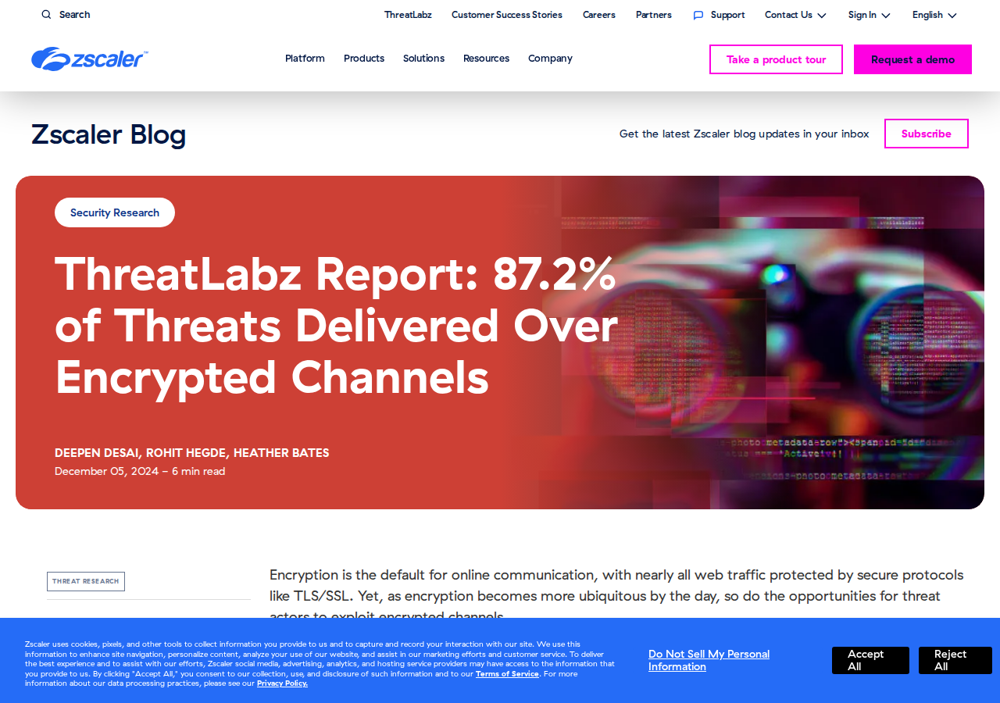 Search
ThreatLabz
Customer Success Stories
Careers
Partners
Support
Contact Us
Sign In
English
zscaler™
Platform
Products
Solutions
Resources
Company
Take a product tour
Request a demo
Zscaler Blog
Get the latest Zscaler blog updates in your inbox
Subscribe
Security Research
ThreatLabz Report: 87.2%
of Threats Delivered Over
Encrypted Channels
DEEPEN DESAI, ROHIT HEGDE, HEATHER BATES
December 05, 2024 – 6 min read
THREAT RESEARCH
Encryption is the default for online communication, with nearly all web traffic protected by secure protocols
like TLS/SSL. Yet, as encryption becomes more ubiquitous by the day, so do the opportunities for threat
actors to exploit encrypted channels.
Zscaler uses cookies, pixels, and other tools to collect information you provide to us and to capture and record your interaction with our site. We use this
information to enhance site navigation, personalize content, analyze your use of our website, and assist in our marketing efforts and customer service. To deliver
the best experience and to assist with our efforts, Zscaler social media, advertising, analytics, and hosting service providers may have access to the information that
you provide to us. By clicking "Accept All," you consent to our collection, use, and disclosure of such information and to our Terms of Service. For more
information about our data processing practices, please see our Privacy Policy.
Do Not Sell My Personal
Information
Accept
All
Reject
All